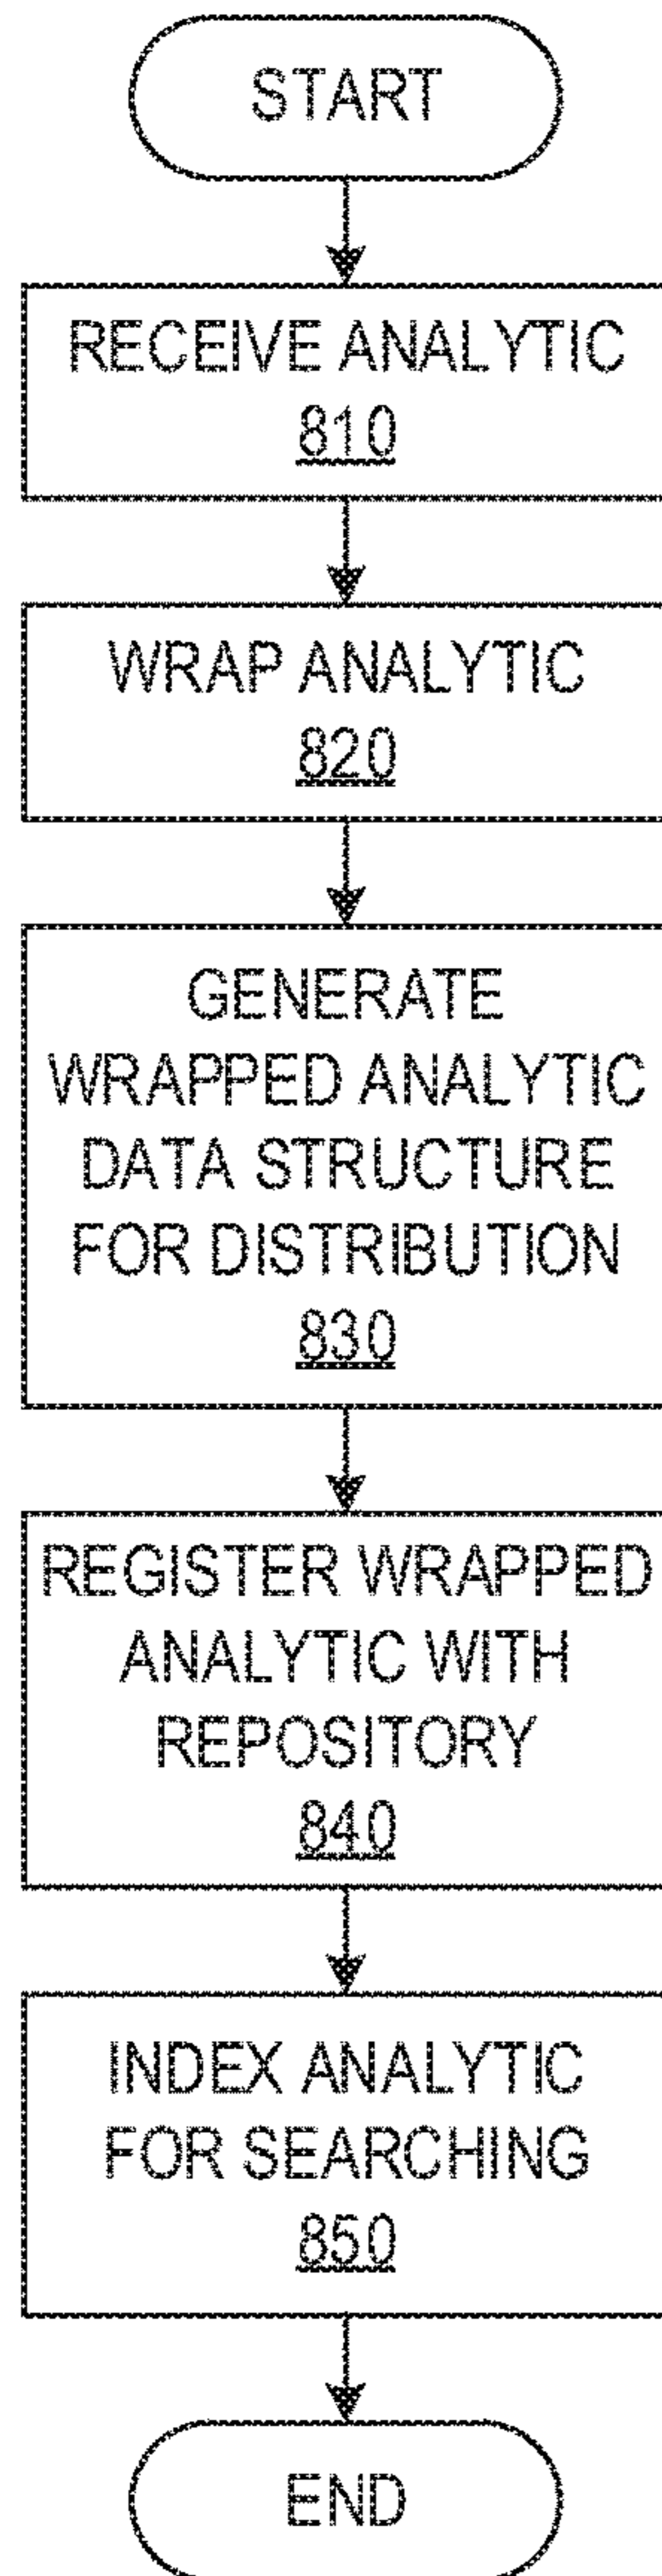 START
RECEIVE ANALYTIC
810
WRAP ANALYTIC
820
GENERATE
WRAPPED ANALYTIC
DATA STRUCTURE
FOR DISTRIBUTION
830
REGISTER WRAPPED
ANALYTIC WITH
REPOSITORY
840
INDEX ANALYTIC
FOR SEARCHING
850
END